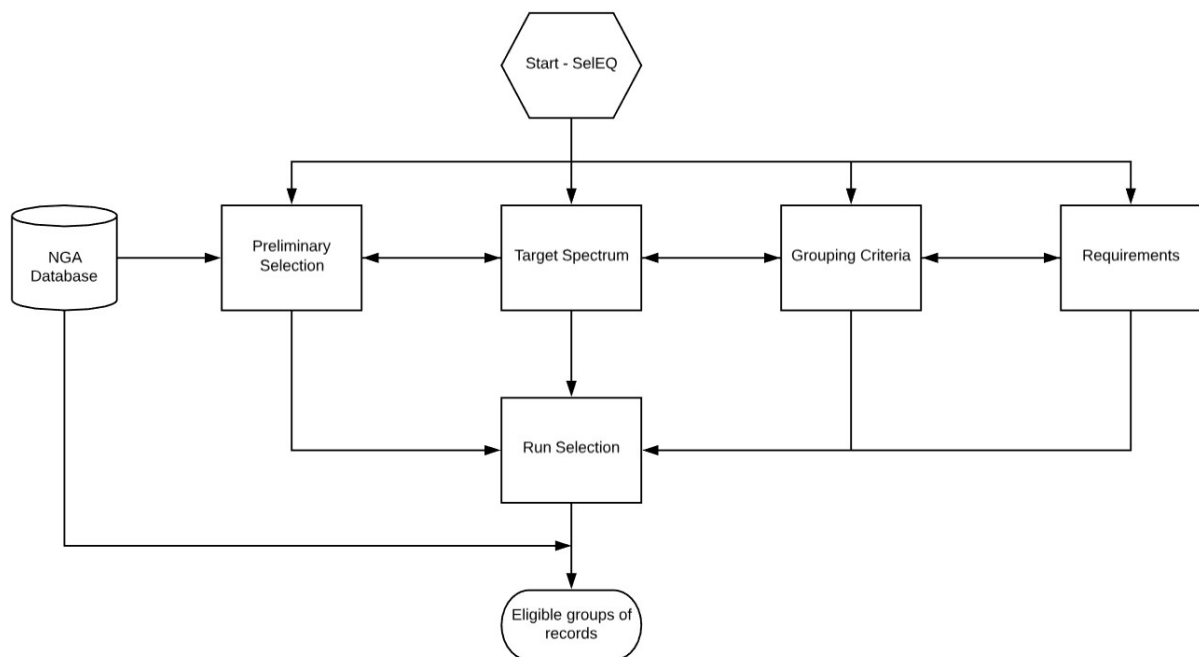 Start - SelEQ
NGA
Database
Preliminary
Selection
Target Spectrum
Grouping Criteria
Requirements
Run Selection
Eligible groups of
records